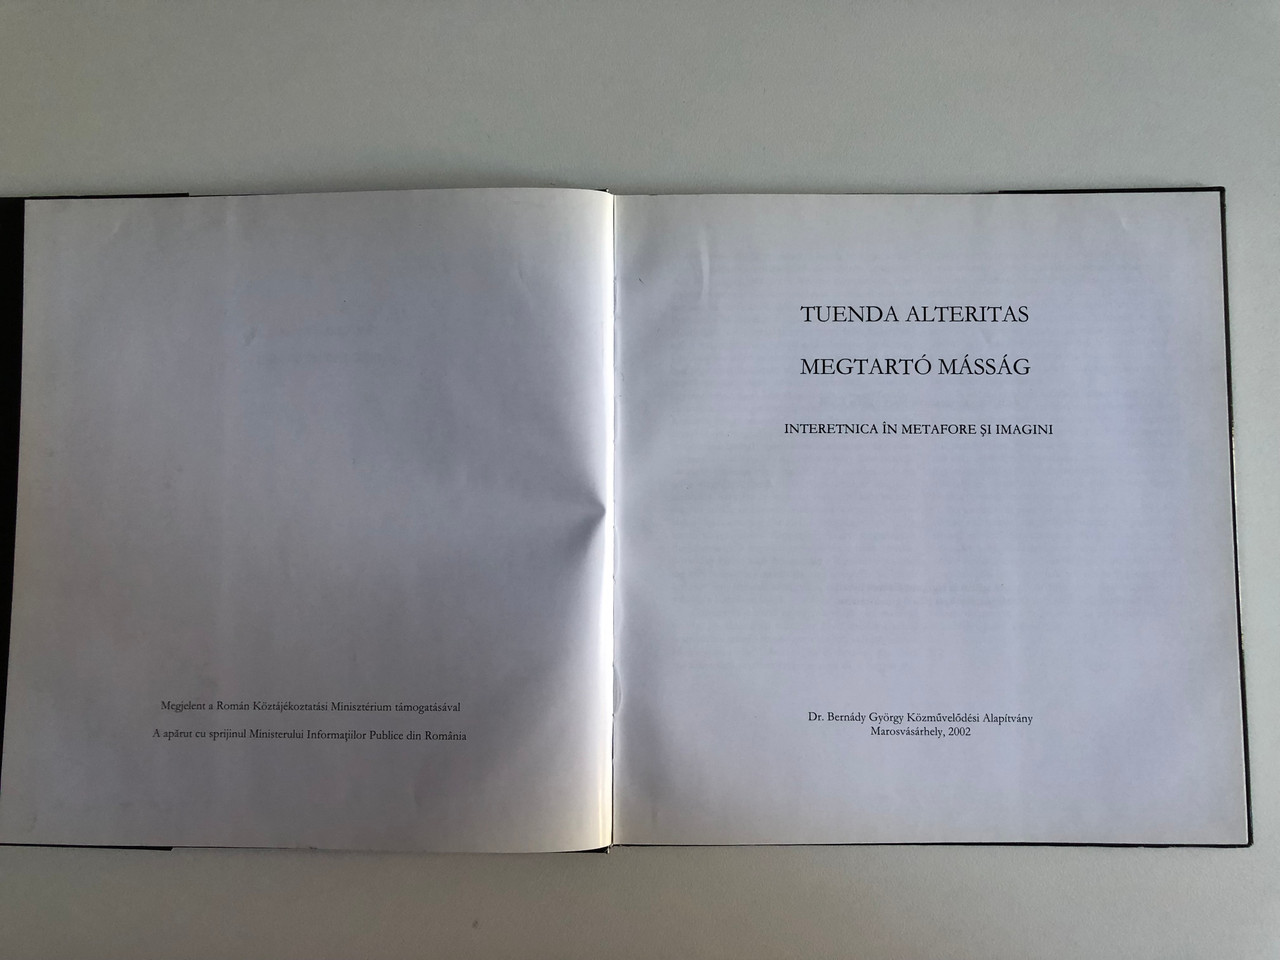 Megjelent a Román Köztájékoztatási Minisztérium támogatásával
A apărut cu sprijinul Ministerului Informaţiilor Publice din România
TUENDA ALTERITAS
MEGTARTÓ MÁSSÁG
INTERETNICA ÎN METAFORE ŞI IMAGINI
Dr. Bernády György Közművelődési Alapítvány
Marosvásárhely, 2002